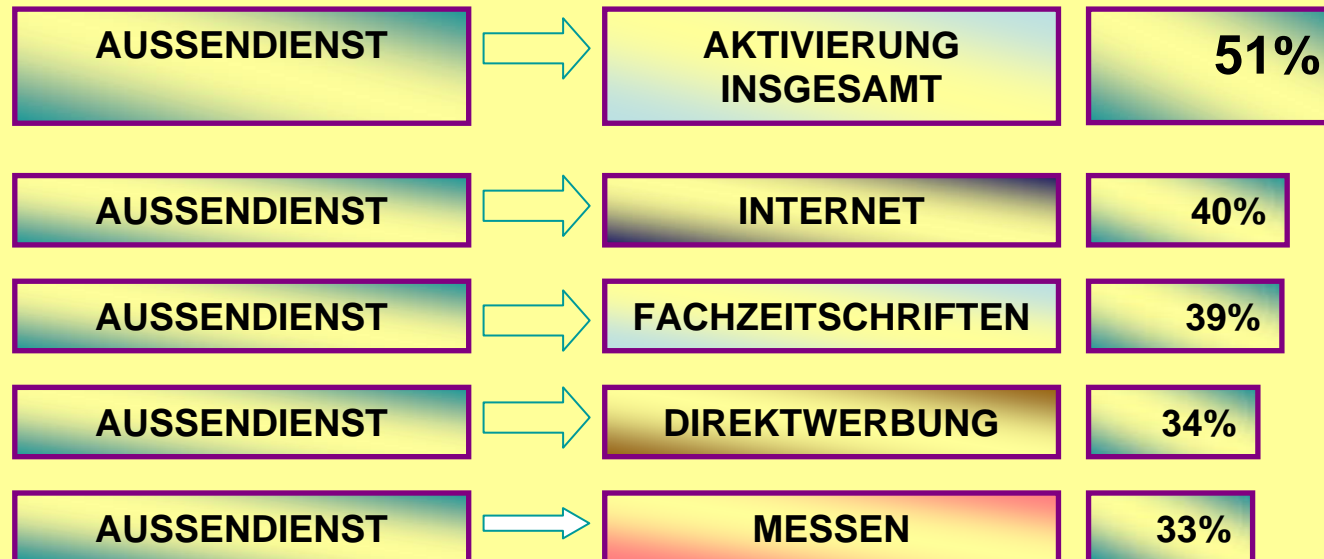 AUSSENDIENST AKTIVIERUNG INSGESAMT 51%
AUSSENDIENST INTERNET 40%
AUSSENDIENST FACHZEITSCHRIFTEN 39%
AUSSENDIENST DIREKTWERBUNG 34%
AUSSENDIENST MESSEN 33%